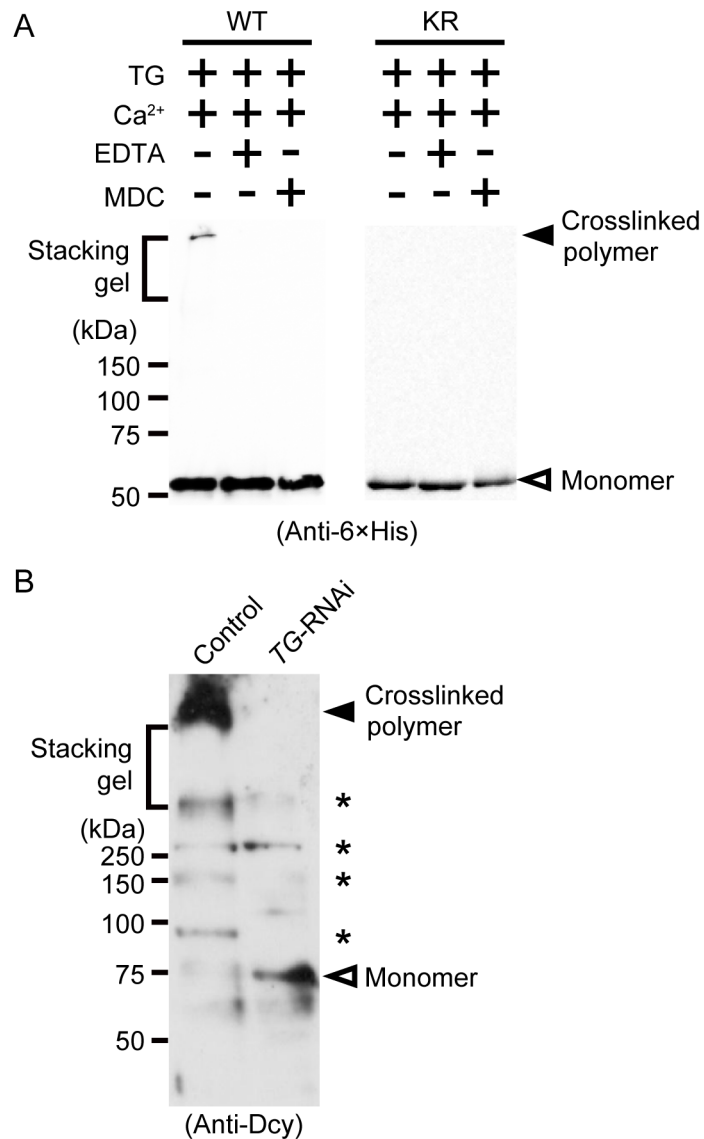 A
WT KR
TG + + + + + +
Ca²⁺ + + + + + +
EDTA - + - - + -
MDC - - + - - +
Crosslinked
polymer
Stacking
gel
(kDa)
150
100
75
50
Monomer
(Anti-6×His)
B
Control TG-RNAi
Crosslinked
polymer
Stacking
gel
*
(kDa)
250 *
150 *
100
*
75 Monomer
50
(Anti-Dcy)